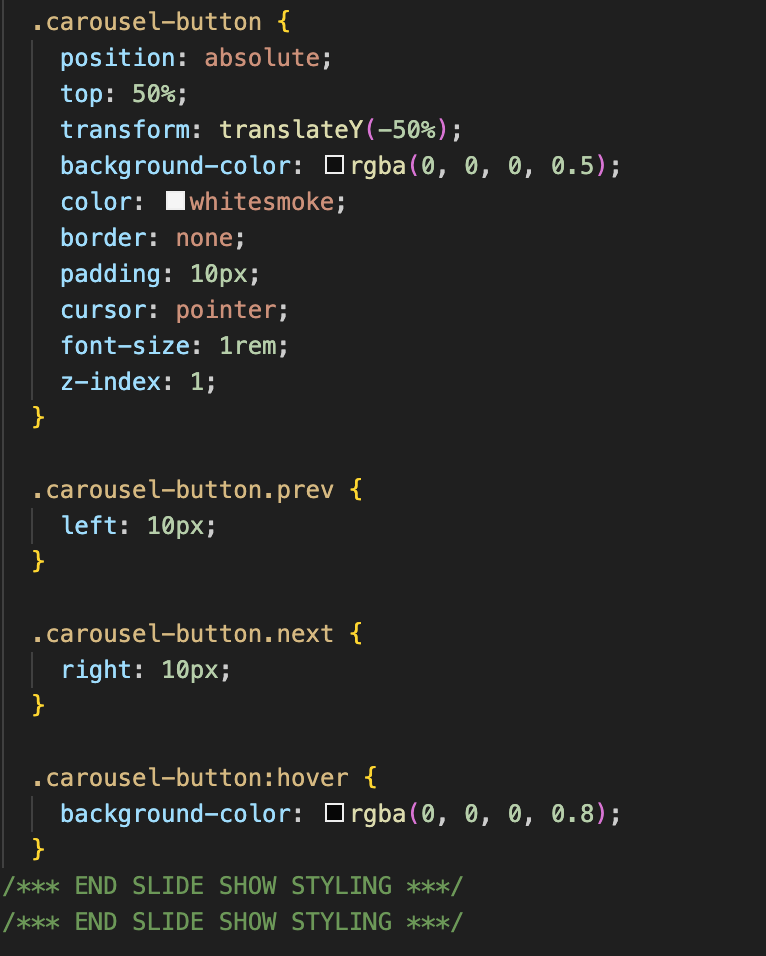 .carousel-button {
  position: absolute;
  top: 50%;
  transform: translateY(-50%);
  background-color: rgba(0, 0, 0, 0.5);
  color: whitesmoke;
  border: none;
  padding: 10px;
  cursor: pointer;
  font-size: 1rem;
  z-index: 1;
}
.carousel-button.prev {
  left: 10px;
}
.carousel-button.next {
  right: 10px;
}
.carousel-button:hover {
  background-color: rgba(0, 0, 0, 0.8);
}
/*** END SLIDE SHOW STYLING ***/
/*** END SLIDE SHOW STYLING ***/